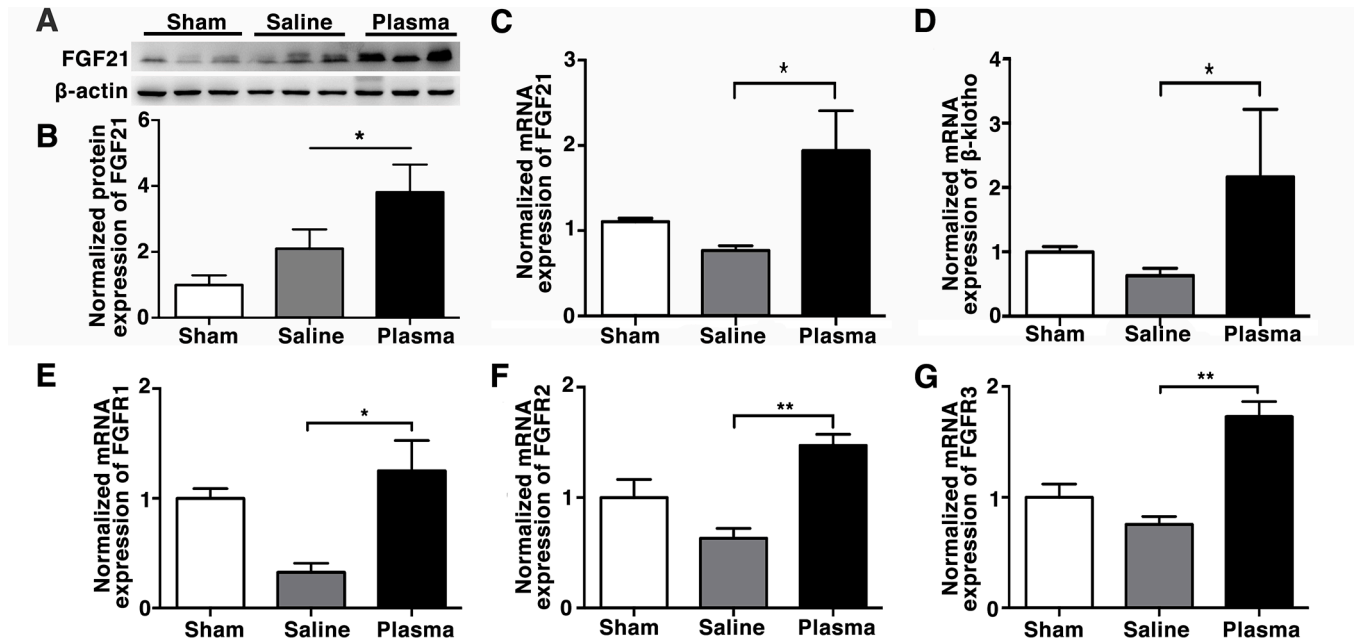 A
Sham Saline Plasma
FGF21
β-actin
B
Normalized protein
expression of FGF21
6
4
2
0
*
Sham Saline Plasma
C
Normalized mRNA
expression of FGF21
3
2
1
0
*
Sham Saline Plasma
D
Normalized mRNA
expression of β-klotho
4
3
2
1
0
*
Sham Saline Plasma
E
Normalized mRNA
expression of FGFR1
2
1
0
*
Sham Saline Plasma
F
Normalized mRNA
expression of FGFR2
2
1
0
**
Sham Saline Plasma
G
Normalized mRNA
expression of FGFR3
2
1
0
**
Sham Saline Plasma